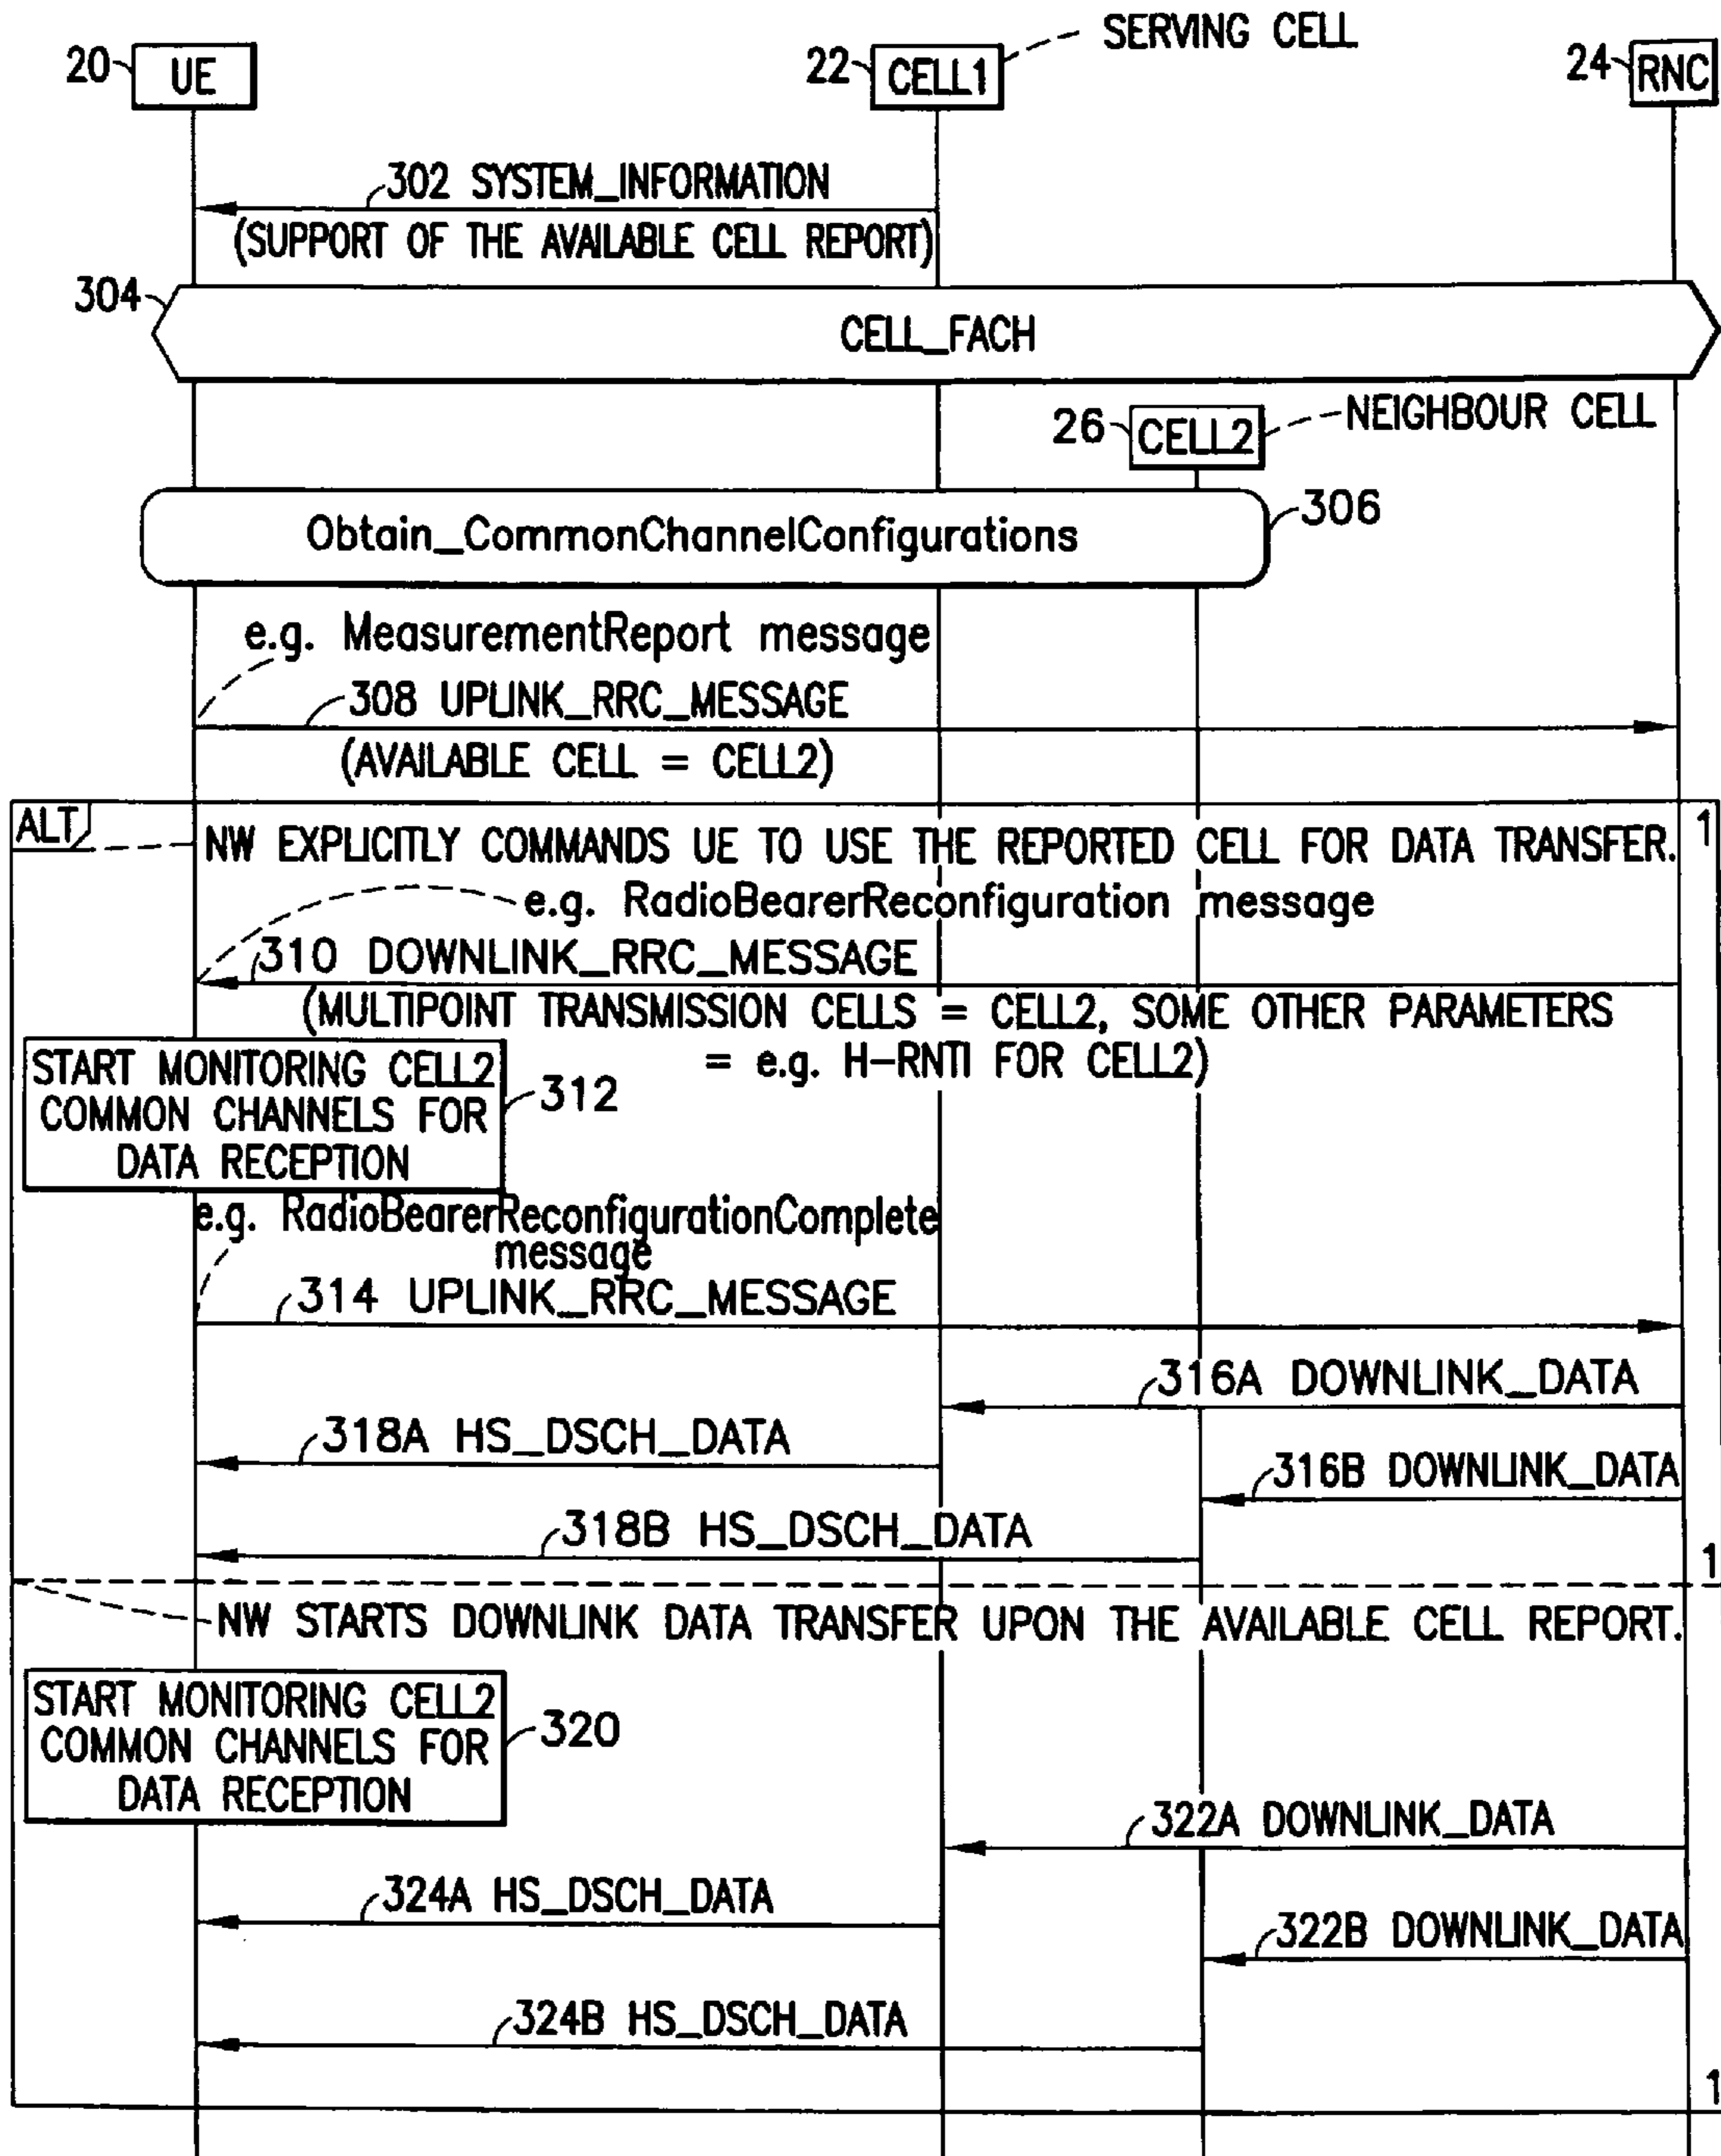 SERVING CELL
20 UE
22 CELL1
24 RNC
302 SYSTEM_INFORMATION
(SUPPORT OF THE AVAILABLE CELL REPORT)
304
CELL_FACH
26 CELL2
NEIGHBOUR CELL
Obtain_CommonChannelConfigurations
306
e.g. MeasurementReport message
308 UPLINK_RRC_MESSAGE
(AVAILABLE CELL = CELL2)
ALT
1
NW EXPLICITLY COMMANDS UE TO USE THE REPORTED CELL FOR DATA TRANSFER.
e.g. RadioBearerReconfiguration message
310 DOWNLINK_RRC_MESSAGE
(MULTIPOINT TRANSMISSION CELLS = CELL2, SOME OTHER PARAMETERS
= e.g. H-RNTI FOR CELL2)
START MONITORING CELL2
COMMON CHANNELS FOR
DATA RECEPTION
312
e.g. RadioBearerReconfigurationComplete
message
314 UPLINK_RRC_MESSAGE
316A DOWNLINK_DATA
318A HS_DSCH_DATA
316B DOWNLINK_DATA
318B HS_DSCH_DATA
1
NW STARTS DOWNLINK DATA TRANSFER UPON THE AVAILABLE CELL REPORT.
START MONITORING CELL2
COMMON CHANNELS FOR
DATA RECEPTION
320
322A DOWNLINK_DATA
324A HS_DSCH_DATA
322B DOWNLINK_DATA
324B HS_DSCH_DATA
1